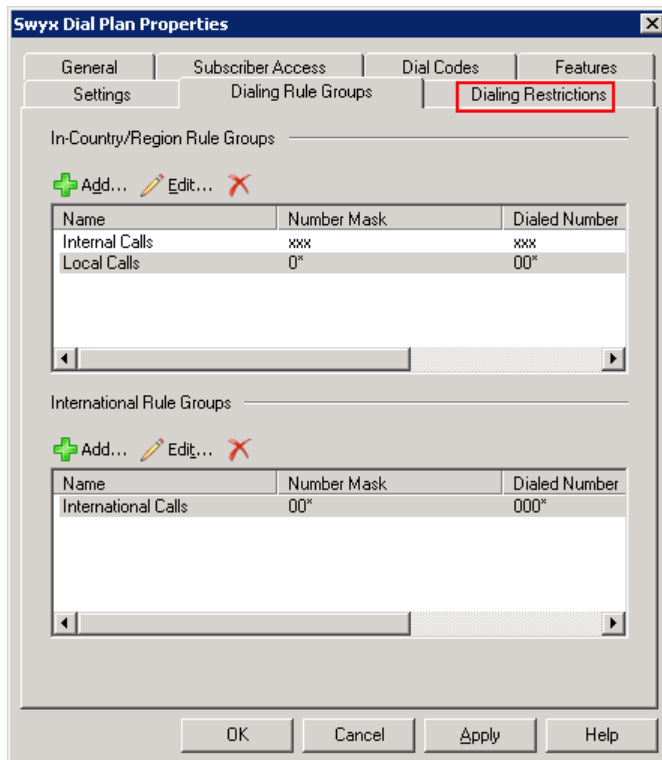 Swyx Dial Plan Properties
General Subscriber Access Dial Codes Features
Settings Dialing Rule Groups Dialing Restrictions
In-Country/Region Rule Groups
Add... Edit...
Name Number Mask Dialed Number
Internal Calls xxx xxx
Local Calls 0* 00*
International Rule Groups
Add... Edit...
Name Number Mask Dialed Number
International Calls 00* 000*
OK Cancel Apply Help